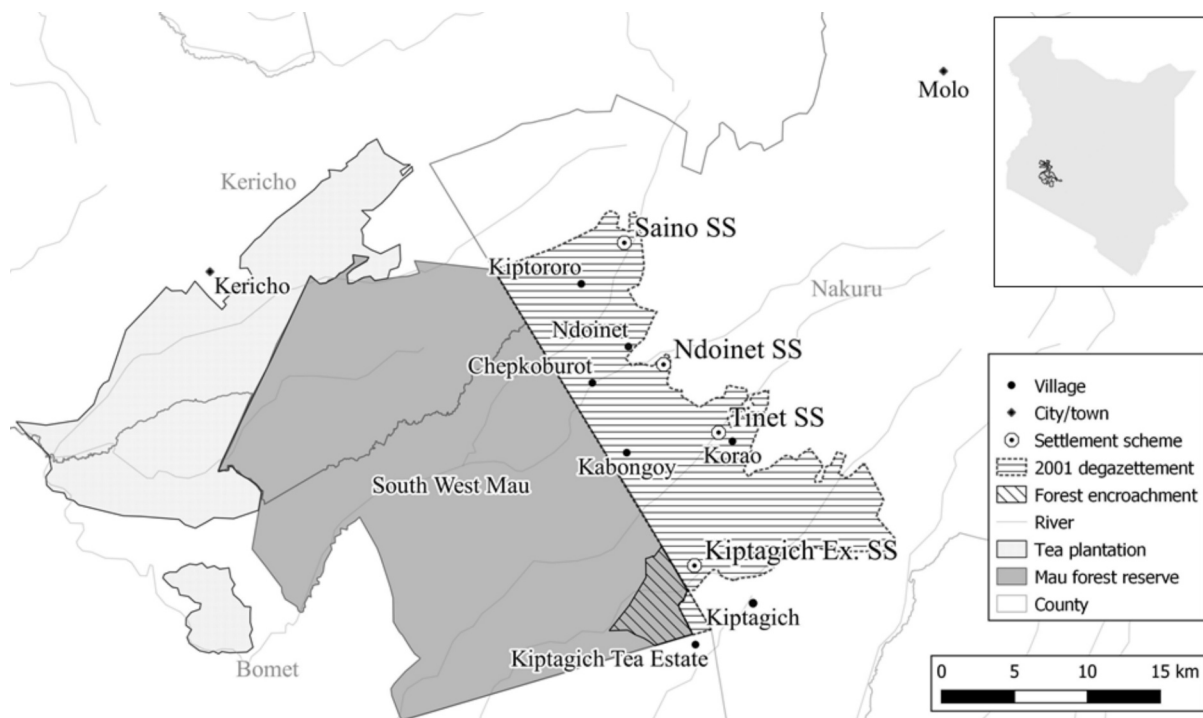 Molo
Kericho
Saino SS
Kiptororo
Kericho
Nakuru
Ndoinet
Ndoinet SS
Chepkoburot
Tinet SS
Korao
Kabongoy
South West Mau
Kiptagich Ex. SS
Kiptagich
Kiptagich Tea Estate
Bomet
Village
City/town
Settlement scheme
2001 degazettement
Forest encroachment
River
Tea plantation
Mau forest reserve
County
0 5 10 15 km